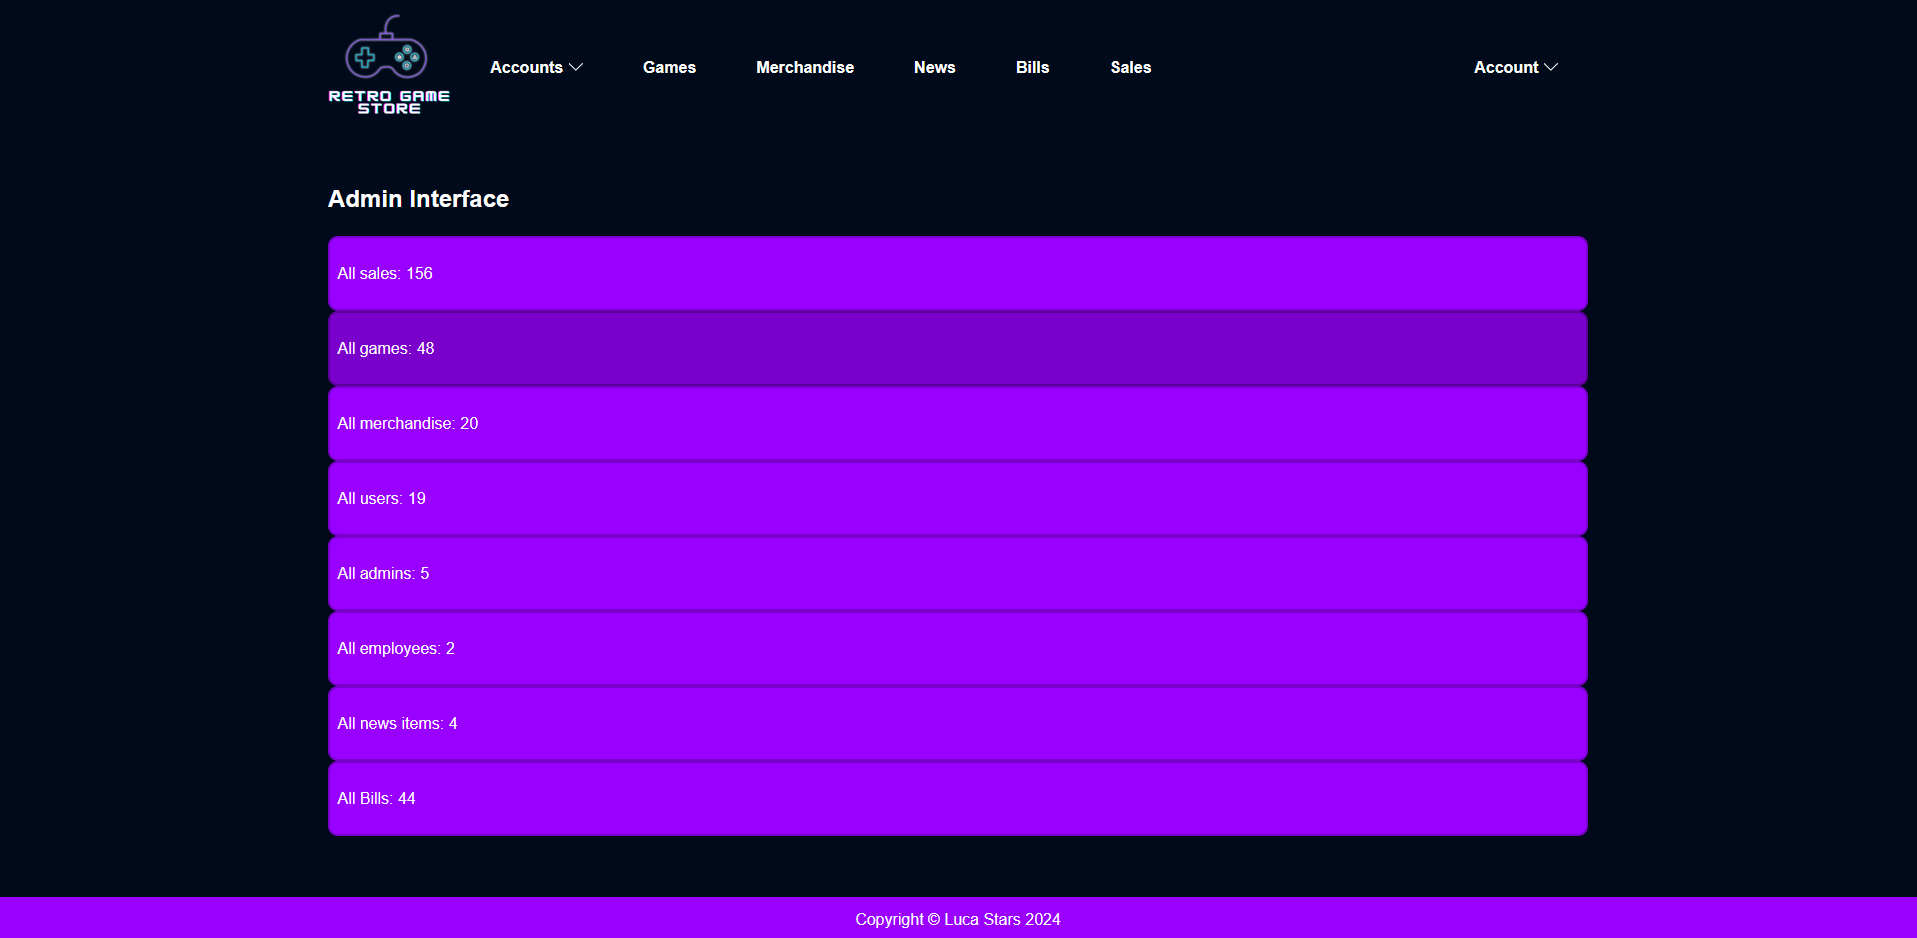 RETRO GAME
STORE
Accounts
Games
Merchandise
News
Bills
Sales
Account
Admin Interface
All sales: 156
All games: 48
All merchandise: 20
All users: 19
All admins: 5
All employees: 2
All news items: 4
All Bills: 44
Copyright © Luca Stars 2024